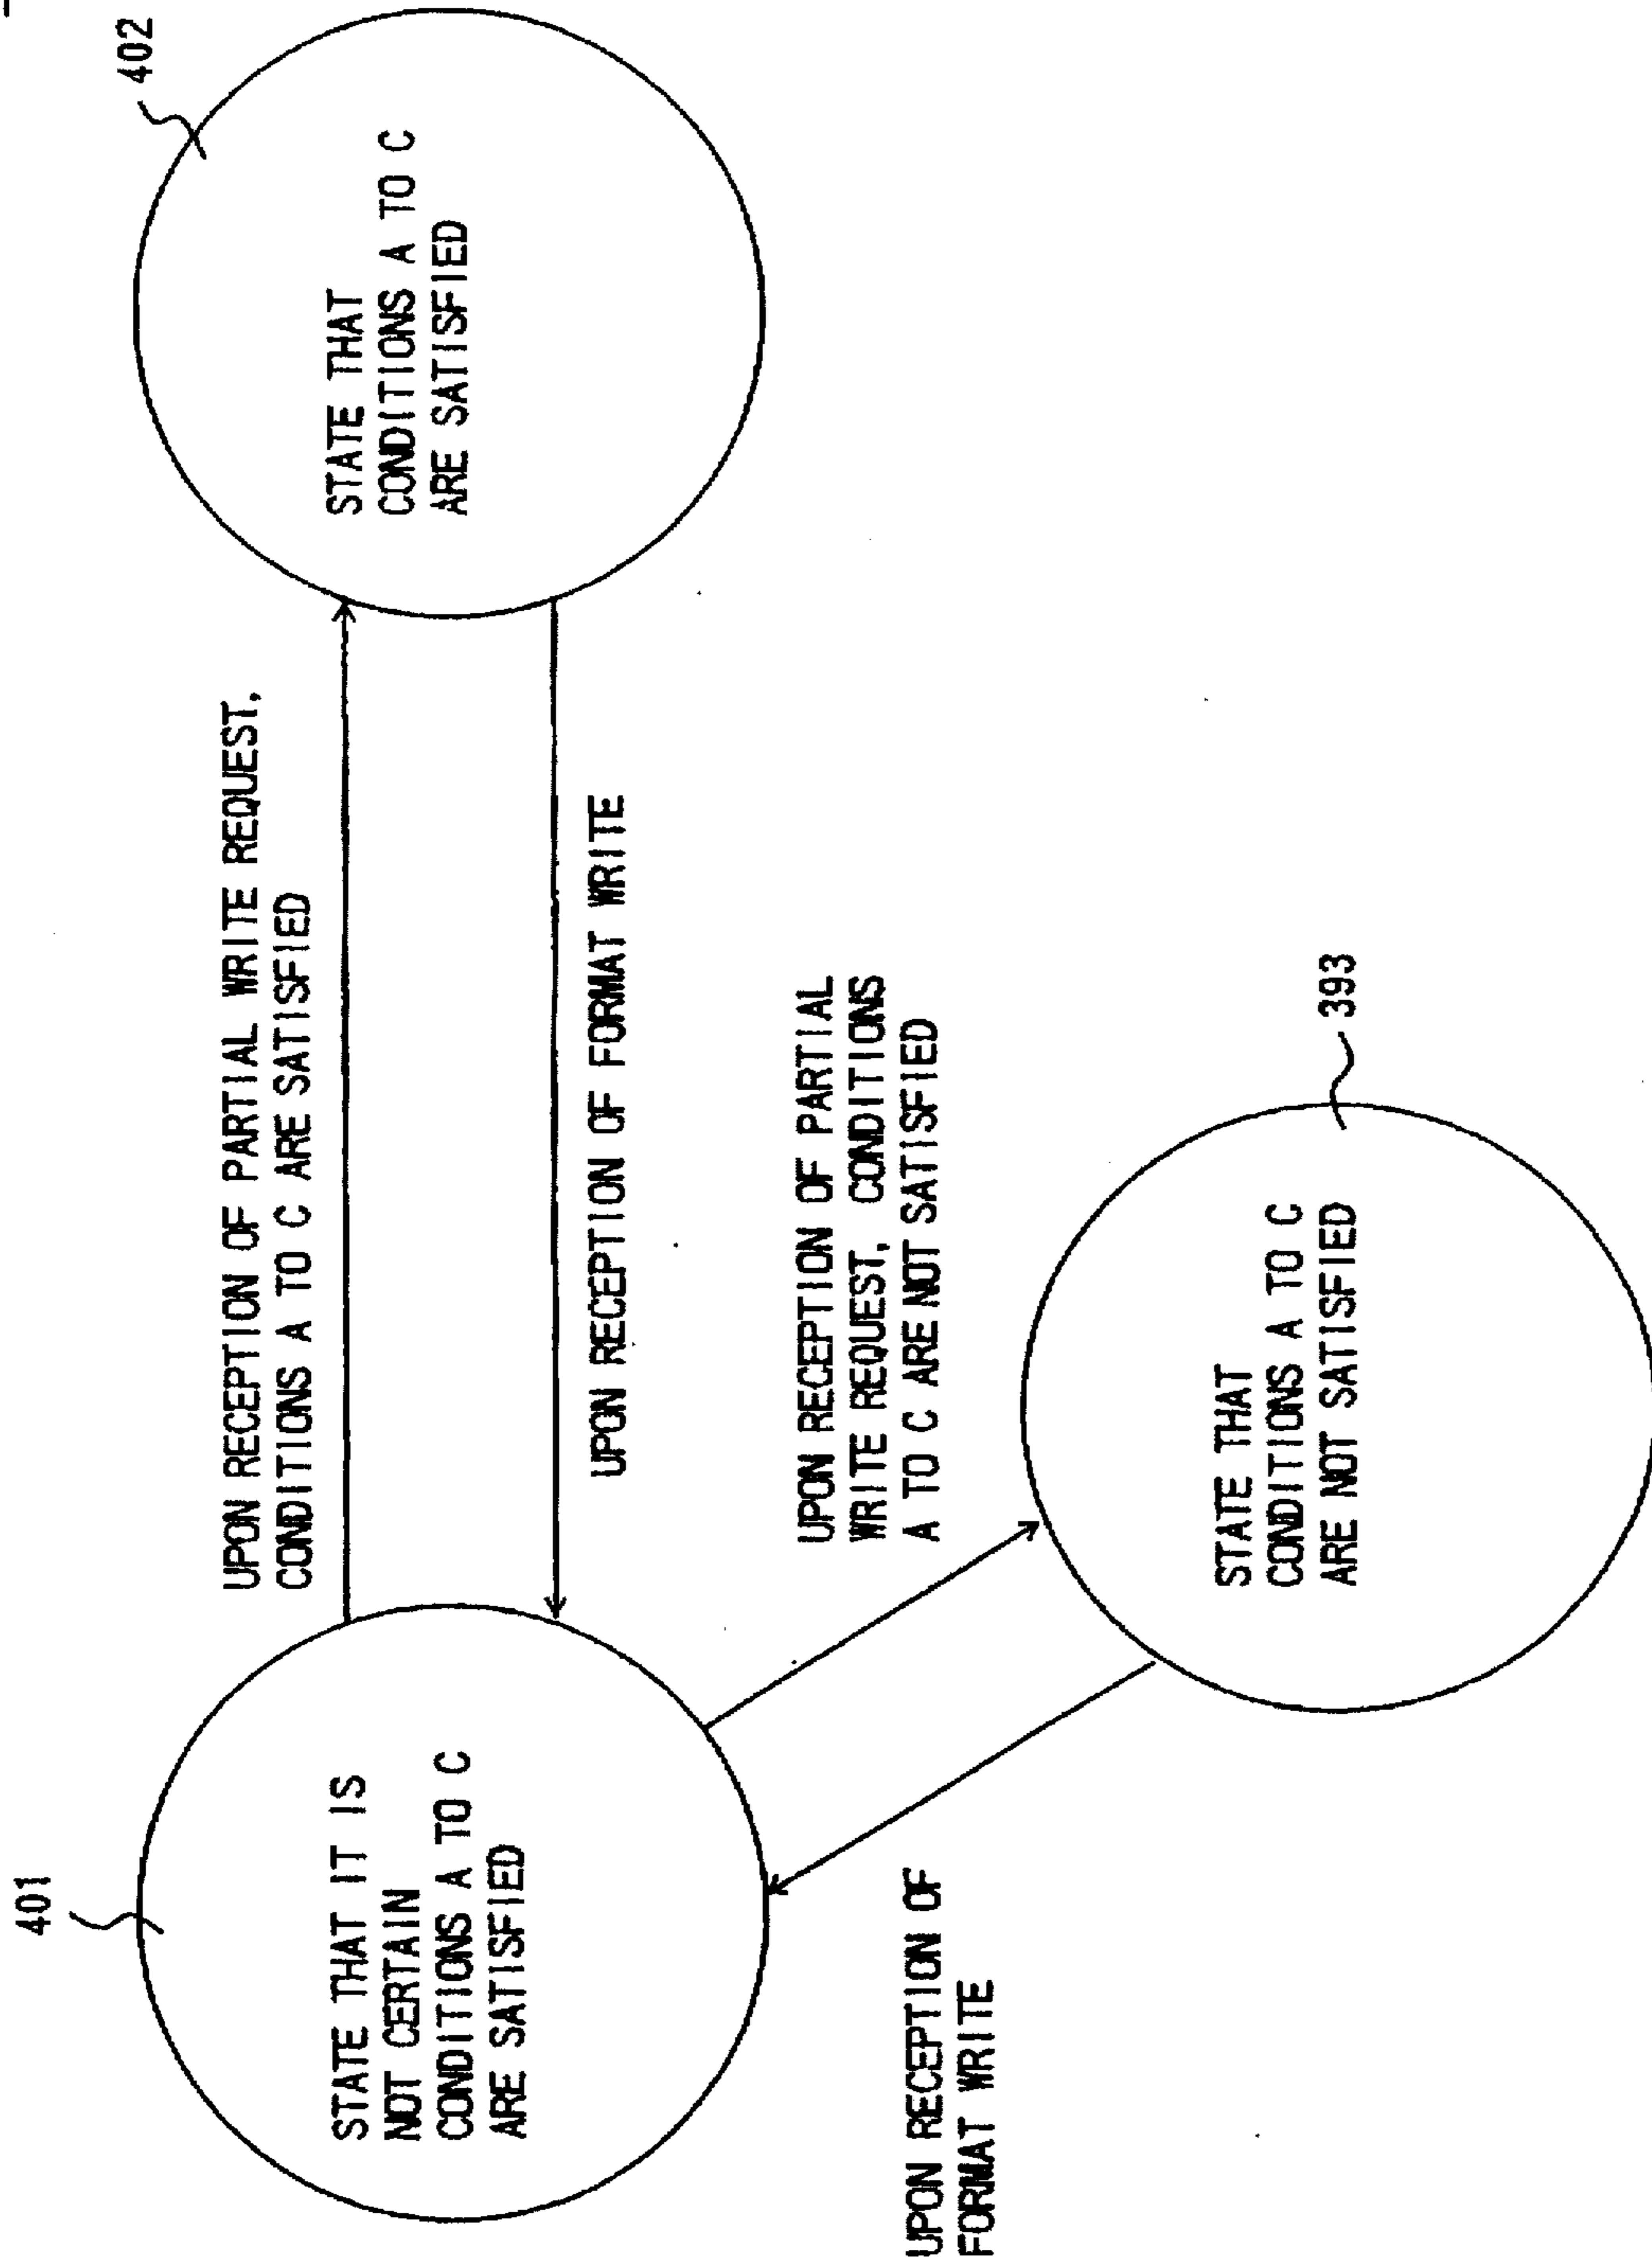 401
STATE THAT IT IS
NOT CERTAIN
CONDITIONS A TO C
ARE SATISFIED
UPON RECEPTION OF PARTIAL WRITE REQUEST,
CONDITIONS A TO C ARE SATISFIED
402
STATE THAT
CONDITIONS A TO C
ARE SATISFIED
UPON RECEPTION OF FORMAT WRITE
UPON RECEPTION OF PARTIAL
WRITE REQUEST, CONDITIONS
A TO C ARE NOT SATISFIED
UPON RECEPTION OF
FORMAT WRITE
393
STATE THAT
CONDITIONS A TO C
ARE NOT SATISFIED